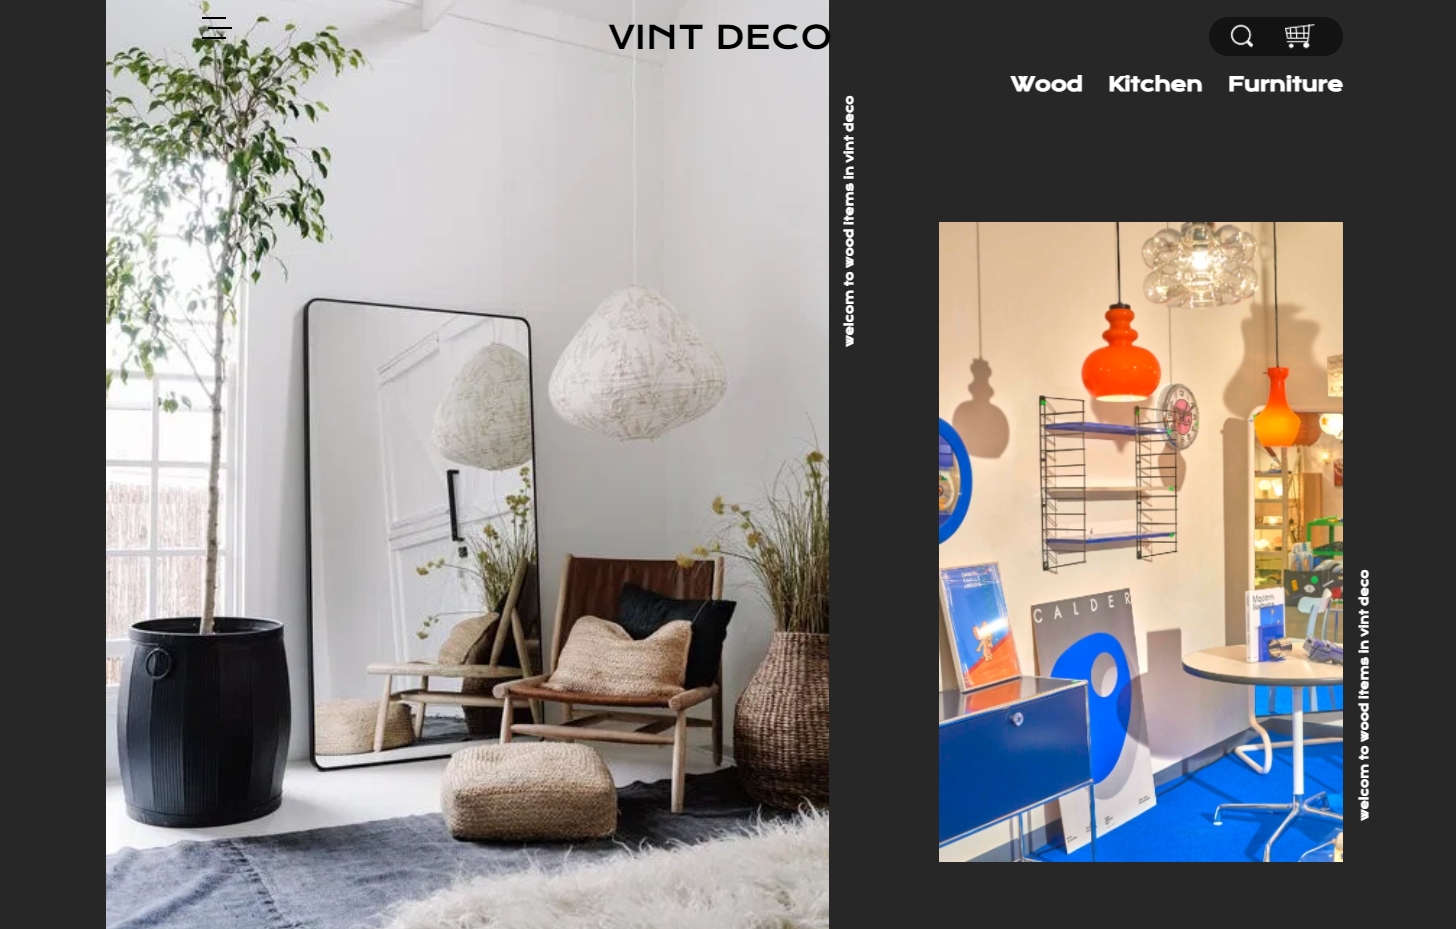 VINT DECO
Wood Kitchen Furniture
welcom to wood items in vint deco
CALDER
welcom to wood items in vint deco